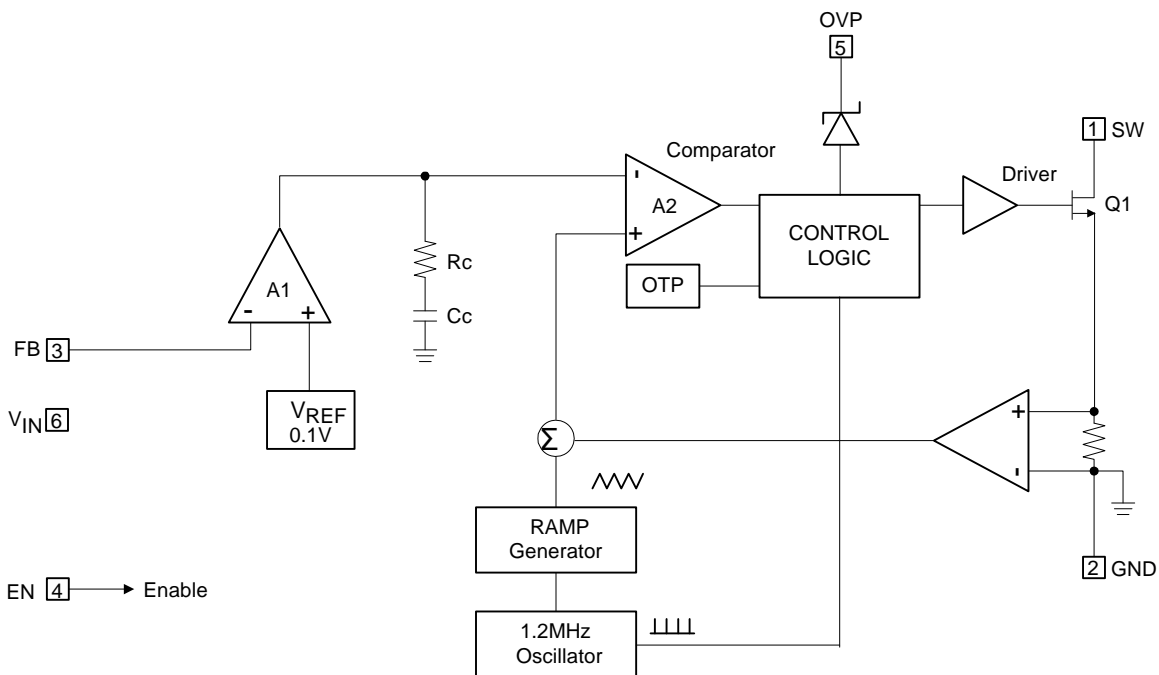 OVP
5
1 SW
Comparator
Driver
-
A2
+
Q1
CONTROL
LOGIC
Rc
OTP
A1
- +
Cc
FB 3
VREF
0.1V
VIN 6
+
Σ
-
RAMP
Generator
2 GND
EN 4 Enable
1.2MHz
Oscillator